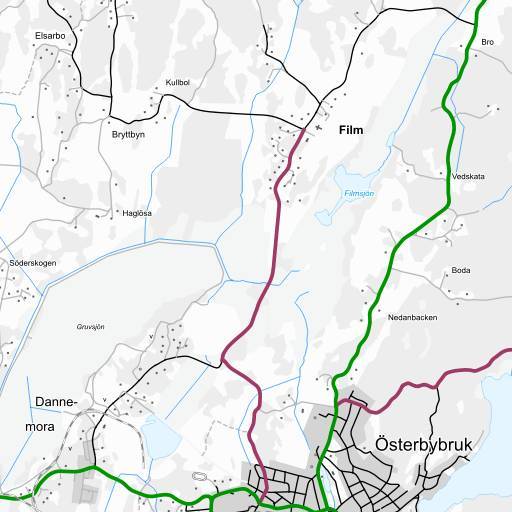 Elsarbo
Bro
Kullbol
Film
Bryttbyn
Vedskata
Filmsjön
Haglösa
Söderskogen
Boda
Gruvsjön
Nedanbacken
Danne-
mora
Österbybruk